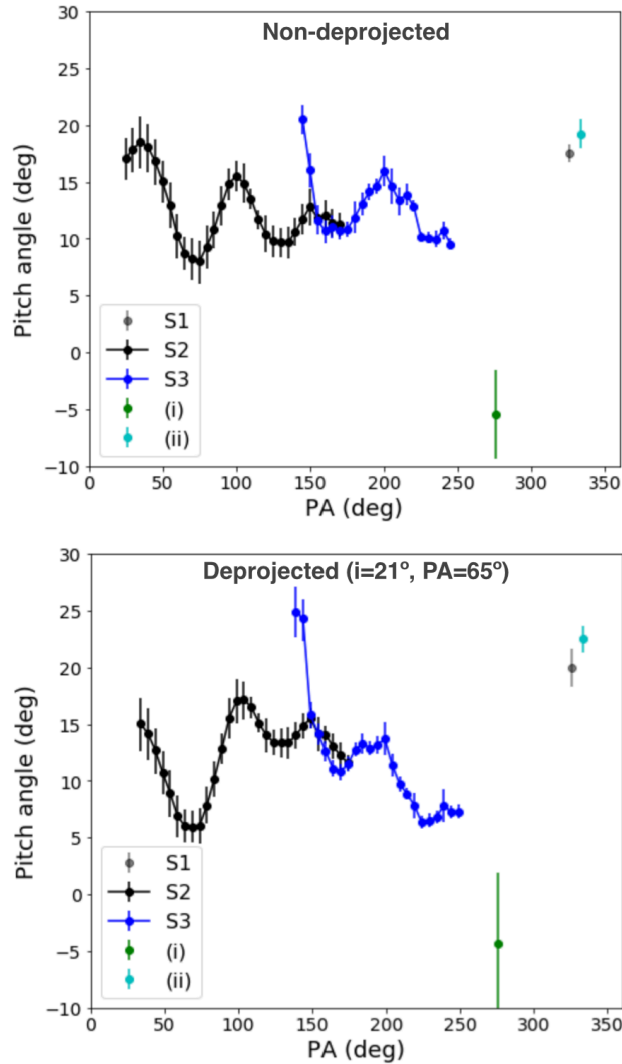 Non-deprojected
30
25
20
15
10
5
0
−5
−10
Pitch angle (deg)
S1
S2
S3
(i)
(ii)
0 50 100 150 200 250 300 350
PA (deg)
Deprojected (i=21º, PA=65º)
30
25
20
15
10
5
0
−5
−10
Pitch angle (deg)
S1
S2
S3
(i)
(ii)
0 50 100 150 200 250 300 350
PA (deg)